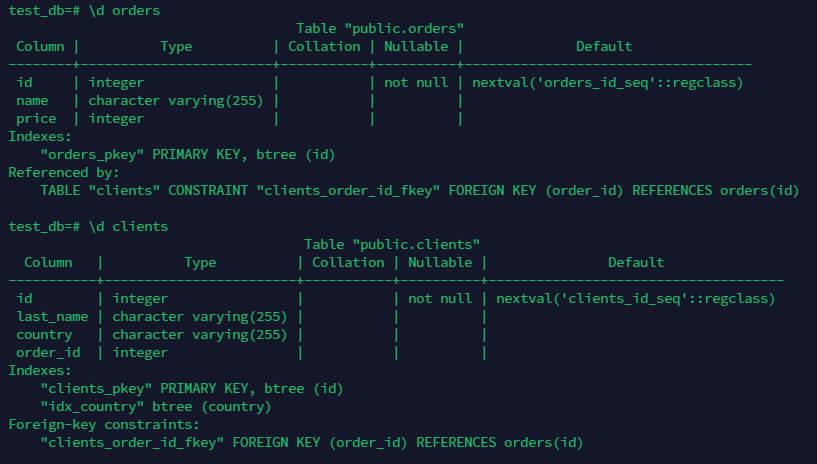 test_db=# \d orders
                                    Table "public.orders"
 Column |          Type          | Collation | Nullable |              Default
--------+------------------------+-----------+----------+------------------------------------
 id     | integer                |           | not null | nextval('orders_id_seq'::regclass)
 name   | character varying(255) |           |          |
 price  | integer                |           |          |
Indexes:
    "orders_pkey" PRIMARY KEY, btree (id)
Referenced by:
    TABLE "clients" CONSTRAINT "clients_order_id_fkey" FOREIGN KEY (order_id) REFERENCES orders(id)

test_db=# \d clients
                                     Table "public.clients"
  Column   |          Type          | Collation | Nullable |               Default
-----------+------------------------+-----------+----------+-------------------------------------
 id        | integer                |           | not null | nextval('clients_id_seq'::regclass)
 last_name | character varying(255) |           |          |
 country   | character varying(255) |           |          |
 order_id  | integer                |           |          |
Indexes:
    "clients_pkey" PRIMARY KEY, btree (id)
    "idx_country" btree (country)
Foreign-key constraints:
    "clients_order_id_fkey" FOREIGN KEY (order_id) REFERENCES orders(id)